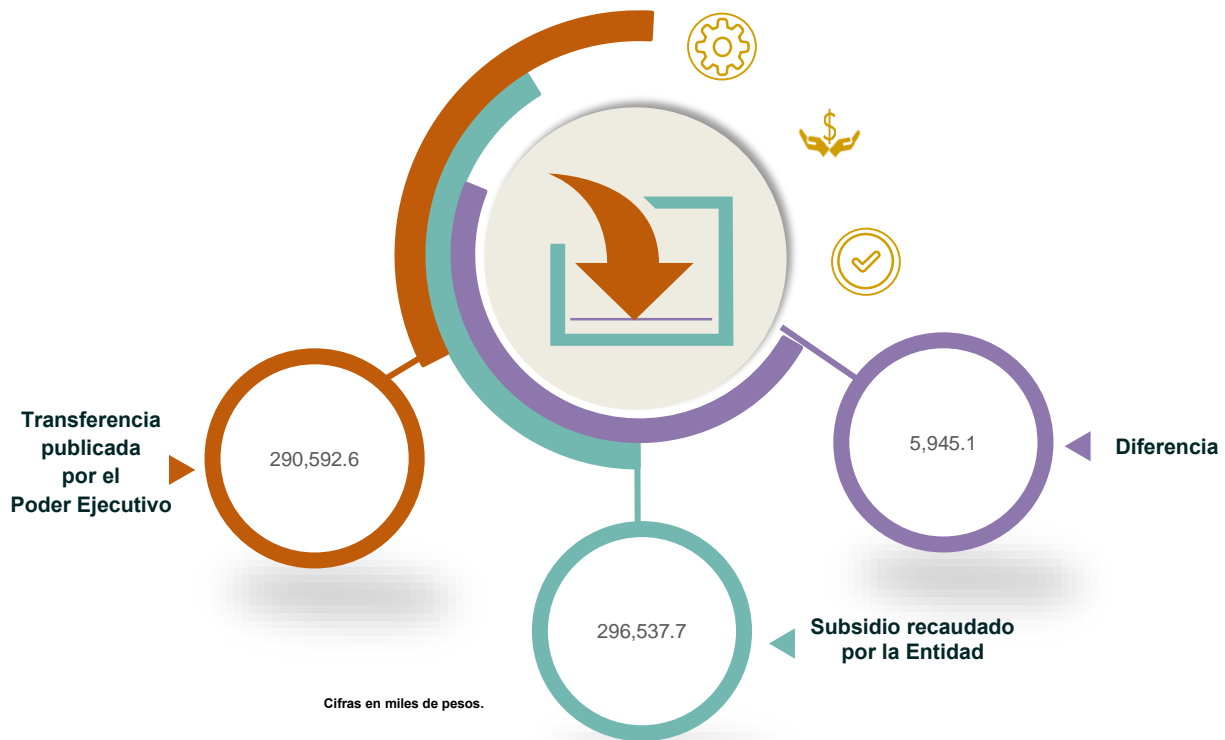 Transferencia
publicada
por el
Poder Ejecutivo
290,592.6
5,945.1
Diferencia
296,537.7
Subsidio recaudado
por la Entidad
Cifras en miles de pesos.
$